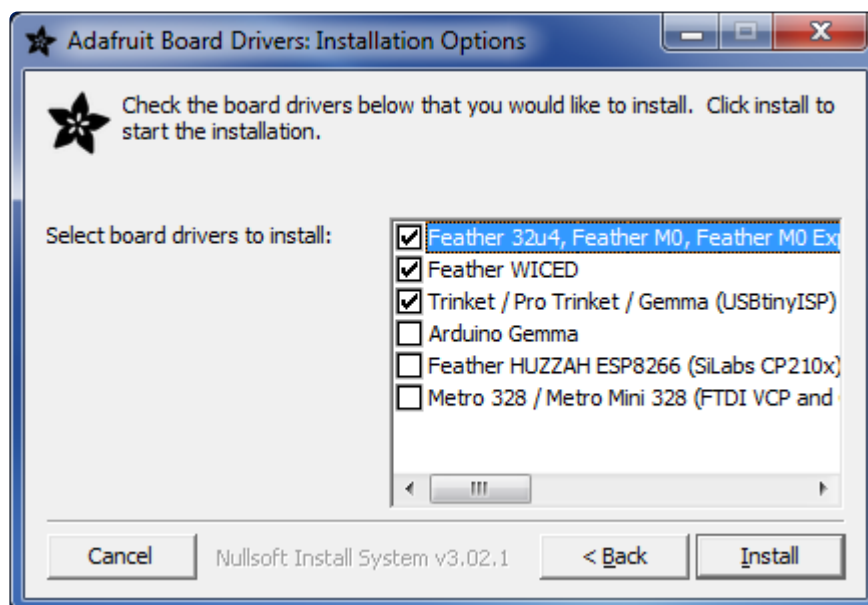 Adafruit Board Drivers: Installation Options
Check the board drivers below that you would like to install. Click install to
start the installation.
Select board drivers to install:
Feather 32u4, Feather M0, Feather M0
Feather WICED
Trinket / Pro Trinket / Gemma (USBtinyISP)
Arduino Gemma
Feather HUZZAH ESP8266 (SiLabs CP210x)
Metro 328 / Metro Mini 328 (FTDI VCP and
Cancel
Nullsoft Install System v3.02.1
< Back
Install